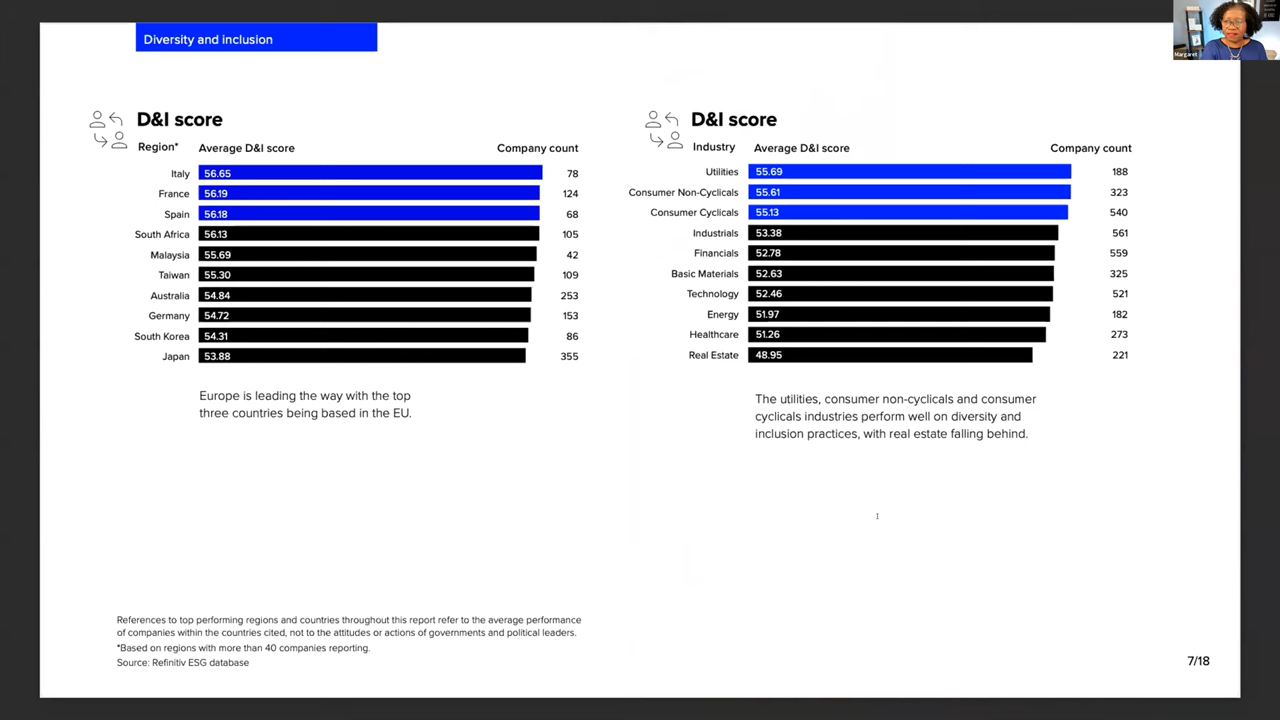 Diversity and inclusion
Margaret
D&I score
Region* Average D&I score Company count
Italy 56.65 78
France 56.19 124
Spain 56.18 68
South Africa 56.13 105
Malaysia 55.69 42
Taiwan 55.30 109
Australia 54.84 253
Germany 54.72 153
South Korea 54.31 86
Japan 53.88 355
Europe is leading the way with the top
three countries being based in the EU.
D&I score
Industry Average D&I score Company count
Utilities 55.69 188
Consumer Non-Cyclicals 55.61 323
Consumer Cyclicals 55.13 540
Industrials 53.38 561
Financials 52.78 559
Basic Materials 52.63 325
Technology 52.46 521
Energy 51.97 182
Healthcare 51.26 273
Real Estate 48.95 221
The utilities, consumer non-cyclicals and consumer
cyclicals industries perform well on diversity and
inclusion practices, with real estate falling behind.
References to top performing regions and countries throughout this report refer to the average performance
of companies within the countries cited, not to the attitudes or actions of governments and political leaders.
*Based on regions with more than 40 companies reporting.
Source: Refinitiv ESG database
7/18